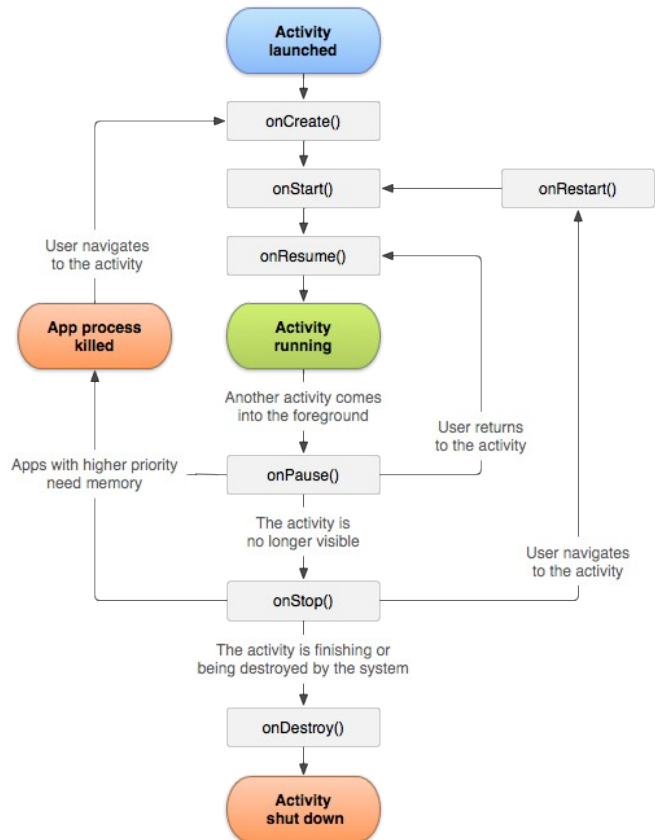 Activity
launched
onCreate()
onStart()
onRestart()
User navigates
to the activity
onResume()
App process
killed
Activity
running
Another activity comes
into the foreground
User returns
to the activity
Apps with higher priority
need memory
onPause()
The activity is
no longer visible
User navigates
to the activity
onStop()
The activity is finishing or
being destroyed by the system
onDestroy()
Activity
shut down